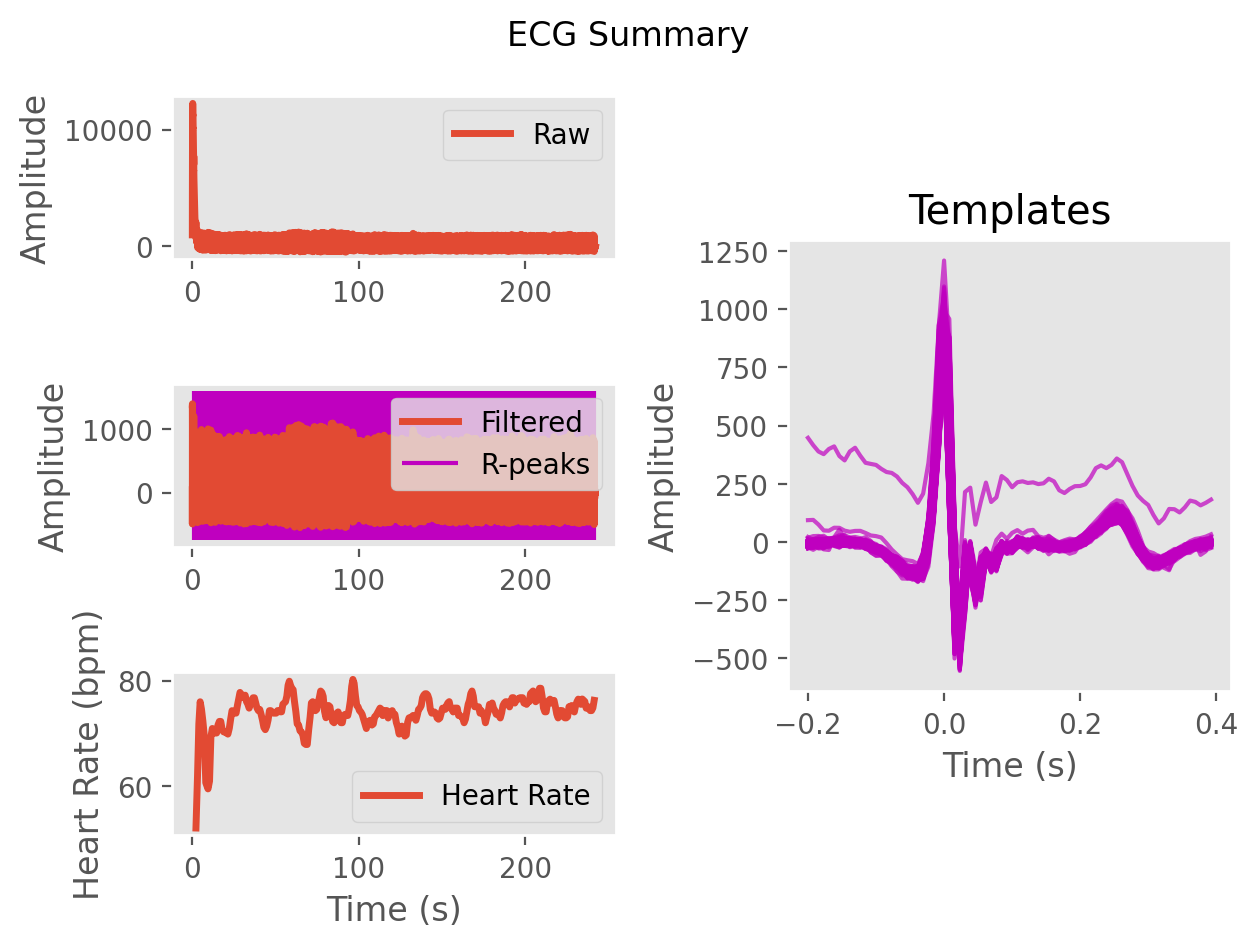 ECG Summary
Amplitude
10000
0
Raw
0
100
200
Amplitude
1000
0
Filtered
R-peaks
0
100
200
Heart Rate (bpm)
80
60
Heart Rate
0
100
200
Time (s)
Templates
Amplitude
1250
1000
750
500
250
0
−250
−500
−0.2
0.0
0.2
0.4
Time (s)